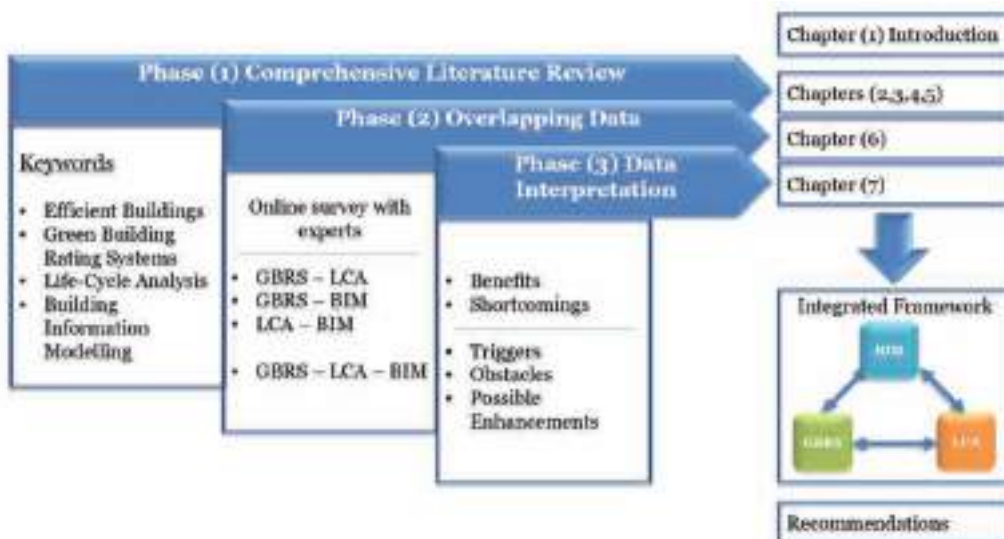 Phase (1) Comprehensive Literature Review
Keywords
• Efficient Buildings
• Green Building
Rating Systems
• Life-Cycle Analysis
• Building
Information
Modelling
Phase (2) Overlapping Data
Online survey with
experts
• GBRS – LCA
• GBRS – BIM
• LCA – BIM
• GBRS – LCA – BIM
Phase (3) Data
Interpretation
• Benefits
• Shortcomings
• Triggers
• Obstacles
• Possible
Enhancements
Chapter (1) Introduction
Chapters (2,3,4,5)
Chapter (6)
Chapter (7)
Integrated Framework
BIM
GBRS
LCA
Recommendations